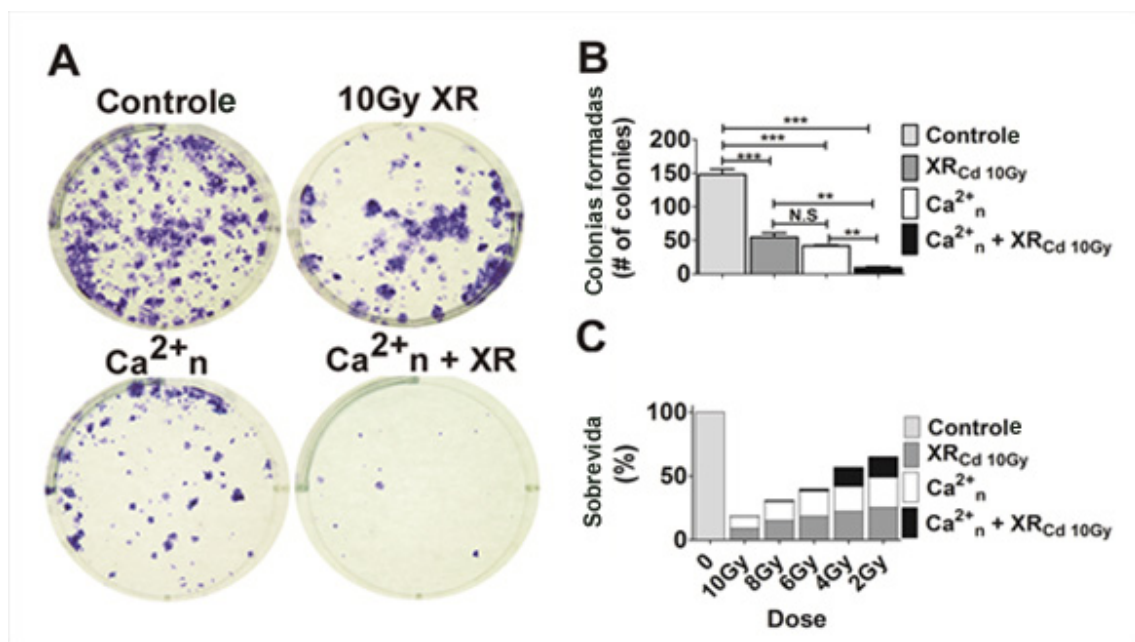 A
Controle
10Gy XR
Ca2+n
Ca2+n + XR
B
Colonias formadas
(# of colonies)
200
150
100
50
0
***
***
***
**
N.S
**
Controle
XRCd 10Gy
Ca2+n
Ca2+n + XRCd 10Gy
C
Sobrevida
(%)
100
50
0
0
10Gy
8Gy
6Gy
4Gy
2Gy
Dose
Controle
XRCd 10Gy
Ca2+n
Ca2+n + XRCd 10Gy